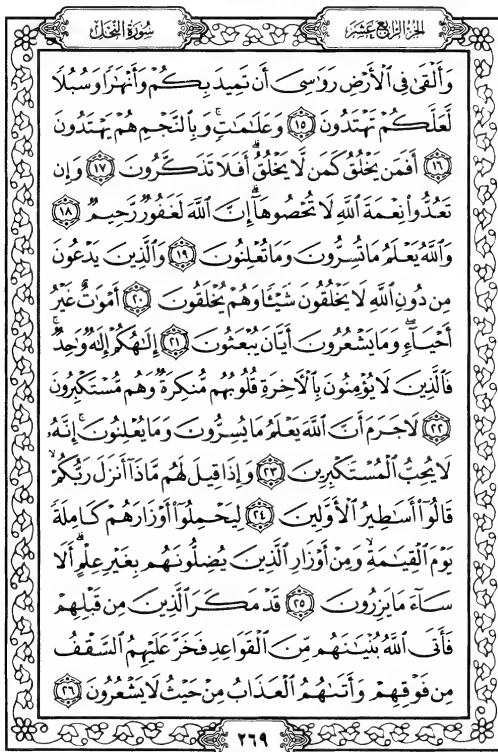 الجزء الرابع عشر
سورة النحل
وَأَلْقَىٰ فِي ٱلْأَرْضِ رَوَٰسِيَ أَن تَمِيدَ بِكُمْ وَأَنْهَٰرًا وَسُبُلًا
لَّعَلَّكُمْ تَهْتَدُونَ ١٥ وَعَلَٰمَٰتٍ ۚ وَبِٱلنَّجْمِ هُمْ يَهْتَدُونَ
١٦ أَفَمَن يَخْلُقُ كَمَن لَّا يَخْلُقُ ۗ أَفَلَا تَذَكَّرُونَ ١٧ وَإِن
تَعُدُّوا۟ نِعْمَةَ ٱللَّهِ لَا تُحْصُوهَآ ۗ إِنَّ ٱللَّهَ لَغَفُورٌ رَّحِيمٌ ١٨
وَٱللَّهُ يَعْلَمُ مَا تُسِرُّونَ وَمَا تُعْلِنُونَ ١٩ وَٱلَّذِينَ يَدْعُونَ
مِن دُونِ ٱللَّهِ لَا يَخْلُقُونَ شَيْـًٔا وَهُمْ يُخْلَقُونَ ٢٠ أَمْوَٰتٌ غَيْرُ
أَحْيَآءٍ ۖ وَمَا يَشْعُرُونَ أَيَّانَ يُبْعَثُونَ ٢١ إِلَٰهُكُمْ إِلَٰهٌ وَٰحِدٌ ۚ
فَٱلَّذِينَ لَا يُؤْمِنُونَ بِٱلْـَٔاخِرَةِ قُلُوبُهُم مُّنكِرَةٌ وَهُم مُّسْتَكْبِرُونَ
٢٢ لَا جَرَمَ أَنَّ ٱللَّهَ يَعْلَمُ مَا يُسِرُّونَ وَمَا يُعْلِنُونَ ۚ إِنَّهُۥ
لَا يُحِبُّ ٱلْمُسْتَكْبِرِينَ ٢٣ وَإِذَا قِيلَ لَهُم مَّاذَآ أَنزَلَ رَبُّكُمْ ۙ
قَالُوٓا۟ أَسَٰطِيرُ ٱلْأَوَّلِينَ ٢٤ لِيَحْمِلُوٓا۟ أَوْزَارَهُمْ كَامِلَةً
يَوْمَ ٱلْقِيَٰمَةِ ۙ وَمِنْ أَوْزَارِ ٱلَّذِينَ يُضِلُّونَهُم بِغَيْرِ عِلْمٍ ۗ أَلَا
سَآءَ مَا يَزِرُونَ ٢٥ قَدْ مَكَرَ ٱلَّذِينَ مِن قَبْلِهِمْ
فَأَتَى ٱللَّهُ بُنْيَٰنَهُم مِّنَ ٱلْقَوَاعِدِ فَخَرَّ عَلَيْهِمُ ٱلسَّقْفُ
مِن فَوْقِهِمْ وَأَتَىٰهُمُ ٱلْعَذَابُ مِنْ حَيْثُ لَا يَشْعُرُونَ ٢٦
٢٦٩